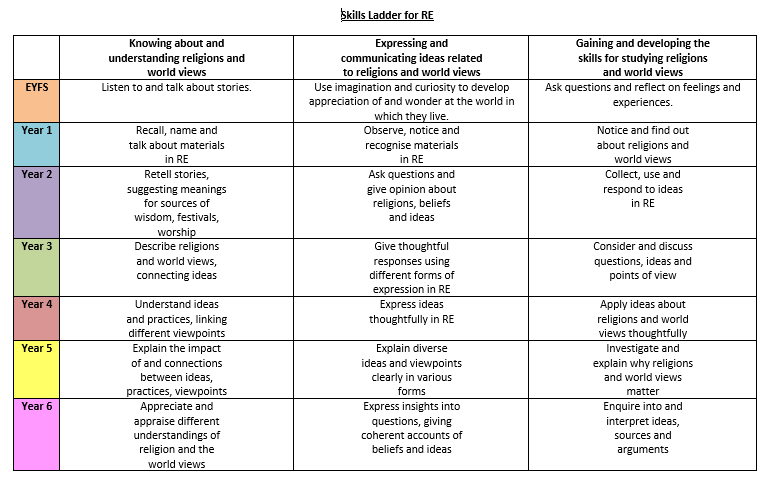 Skills Ladder for RE
Knowing about and
understanding religions and
world views
Expressing and
communicating ideas related
to religions and world views
Gaining and developing the
skills for studying religions
and world views
EYFS
Listen to and talk about stories.
Use imagination and curiosity to develop
appreciation of and wonder at the world in
which they live.
Ask questions and reflect on feelings and
experiences.
Year 1
Recall, name and
talk about materials
in RE
Observe, notice and
recognise materials
in RE
Notice and find out
about religions and
world views
Year 2
Retell stories,
suggesting meanings
for sources of
wisdom, festivals,
worship
Ask questions and
give opinion about
religions, beliefs
and ideas
Collect, use and
respond to ideas
in RE
Year 3
Describe religions
and world views,
connecting ideas
Give thoughtful
responses using
different forms of
expression in RE
Consider and discuss
questions, ideas and
points of view
Year 4
Understand ideas
and practices, linking
different viewpoints
Express ideas
thoughtfully in RE
Apply ideas about
religions and world
views thoughtfully
Year 5
Explain the impact
of and connections
between ideas,
practices, viewpoints
Explain diverse
ideas and viewpoints
clearly in various
forms
Investigate and
explain why religions
and world views
matter
Year 6
Appreciate and
appraise different
understandings of
religion and the
world views
Express insights into
questions, giving
coherent accounts of
beliefs and ideas
Enquire into and
interpret ideas,
sources and
arguments